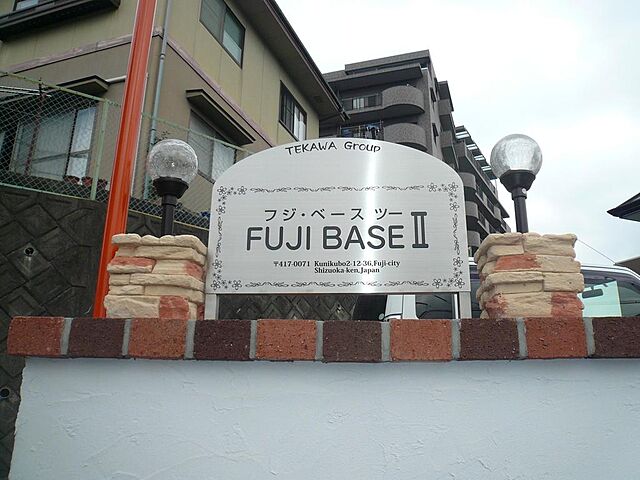 TEKAWA Group
フジ・ベース ツー
FUJI BASE Ⅱ
〒417-0071 Kunikubo2-12-36,Fuji-city
Shizuoka-ken,Japan